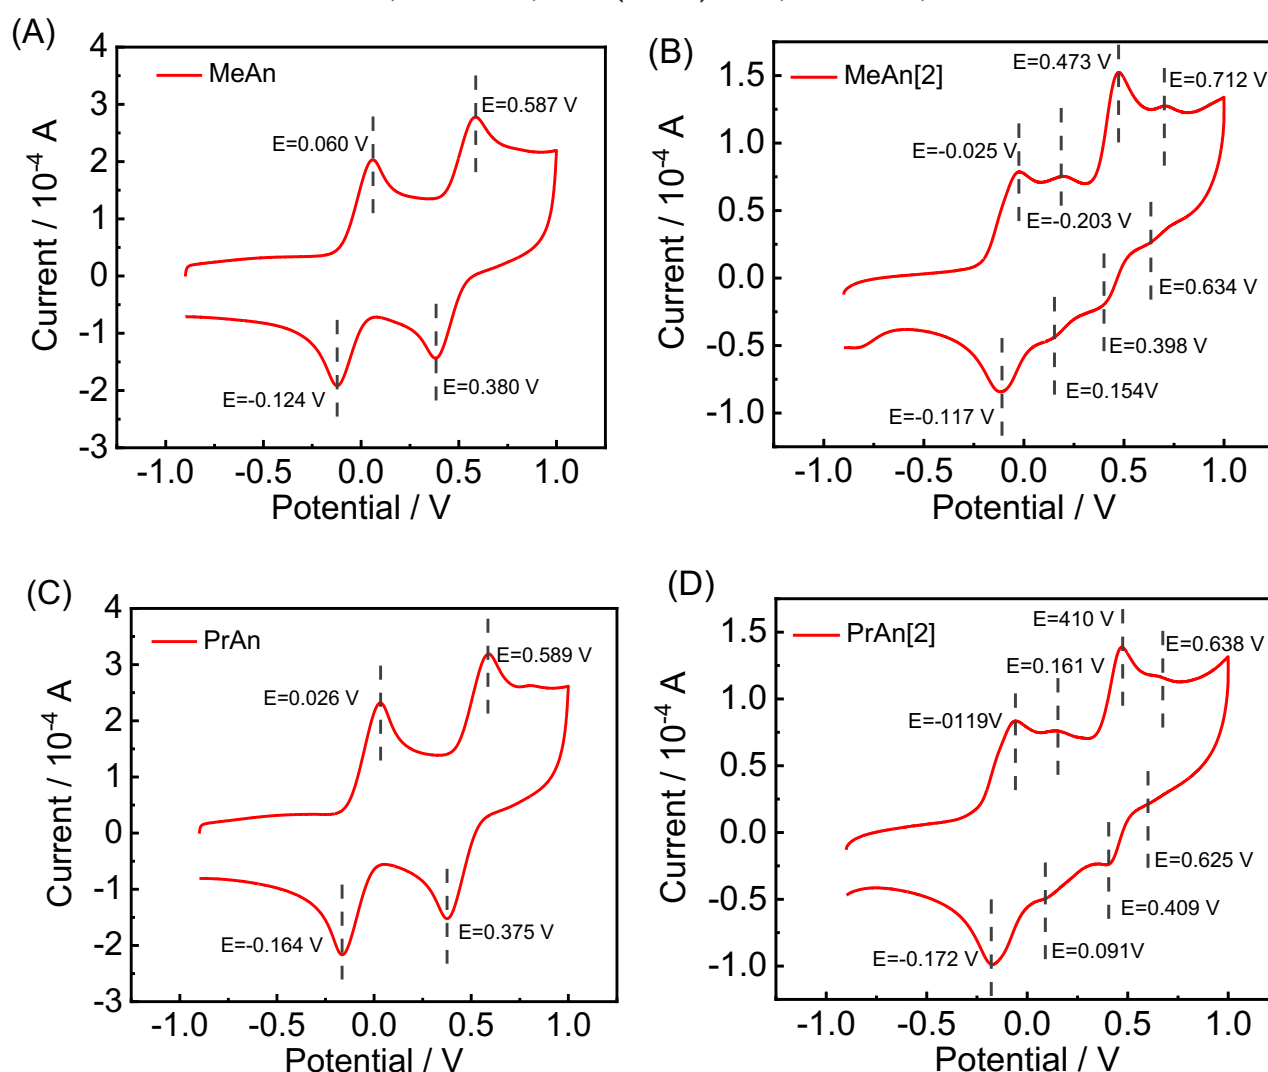 (A)
MeAn
E=0.060 V
E=0.587 V
E=-0.124 V
E=0.380 V
4
3
2
1
0
-1
-2
-3
Current / 10⁻⁴ A
-1.0 -0.5 0.0 0.5 1.0
Potential / V
(B)
MeAn[2]
E=0.473 V
E=0.712 V
E=-0.025 V
E=-0.203 V
E=0.634 V
E=0.398 V
E=0.154V
E=-0.117 V
1.5
1.0
0.5
0.0
-0.5
-1.0
Current / 10⁻⁴ A
-1.0 -0.5 0.0 0.5 1.0
Potential / V
(C)
PrAn
E=0.026 V
E=0.589 V
E=-0.164 V
E=0.375 V
4
3
2
1
0
-1
-2
-3
Current / 10⁻⁴ A
-1.0 -0.5 0.0 0.5 1.0
Potential / V
(D)
PrAn[2]
E=410 V
E=0.638 V
E=0.161 V
E=-0119V
E=0.625 V
E=0.409 V
E=0.091V
E=-0.172 V
1.5
1.0
0.5
0.0
-0.5
-1.0
Current / 10⁻⁴ A
-1.0 -0.5 0.0 0.5 1.0
Potential / V